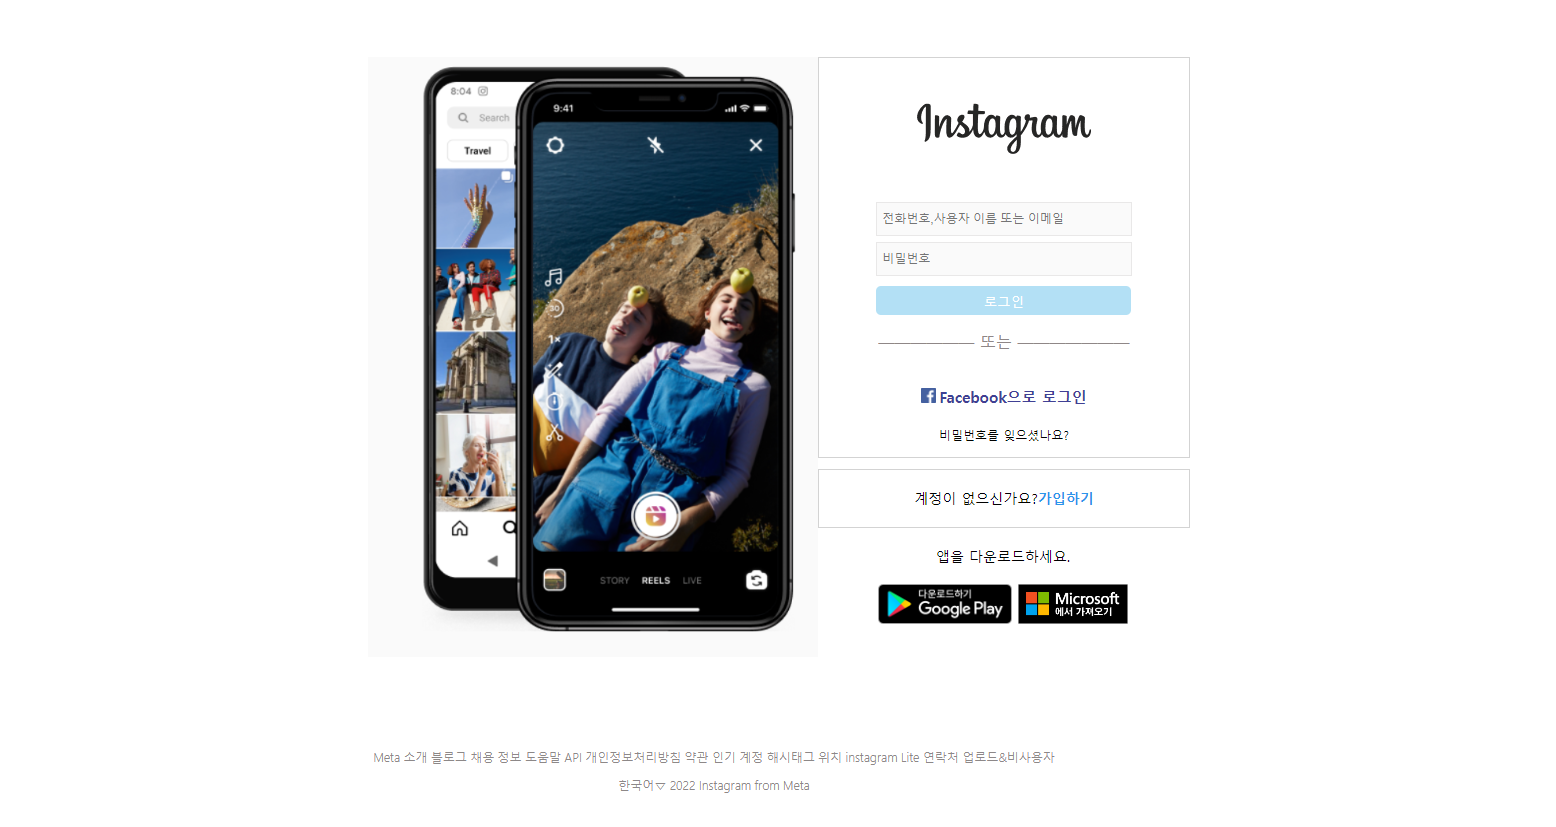 8:04
Search
Travel
9:41
30
1×
STORY REELS LIVE
Instagram
전화번호,사용자 이름 또는 이메일
비밀번호
로그인
또는
Facebook으로 로그인
비밀번호를 잊으셨나요?
계정이 없으신가요?가입하기
앱을 다운로드하세요.
다운로드하기
Google Play
Microsoft
에서 가져오기
Meta 소개 블로그 채용 정보 도움말 API 개인정보처리방침 약관 인기 계정 해시태그 위치 instagram Lite 연락처 업로드&비사용자
한국어▽ 2022 Instagram from Meta